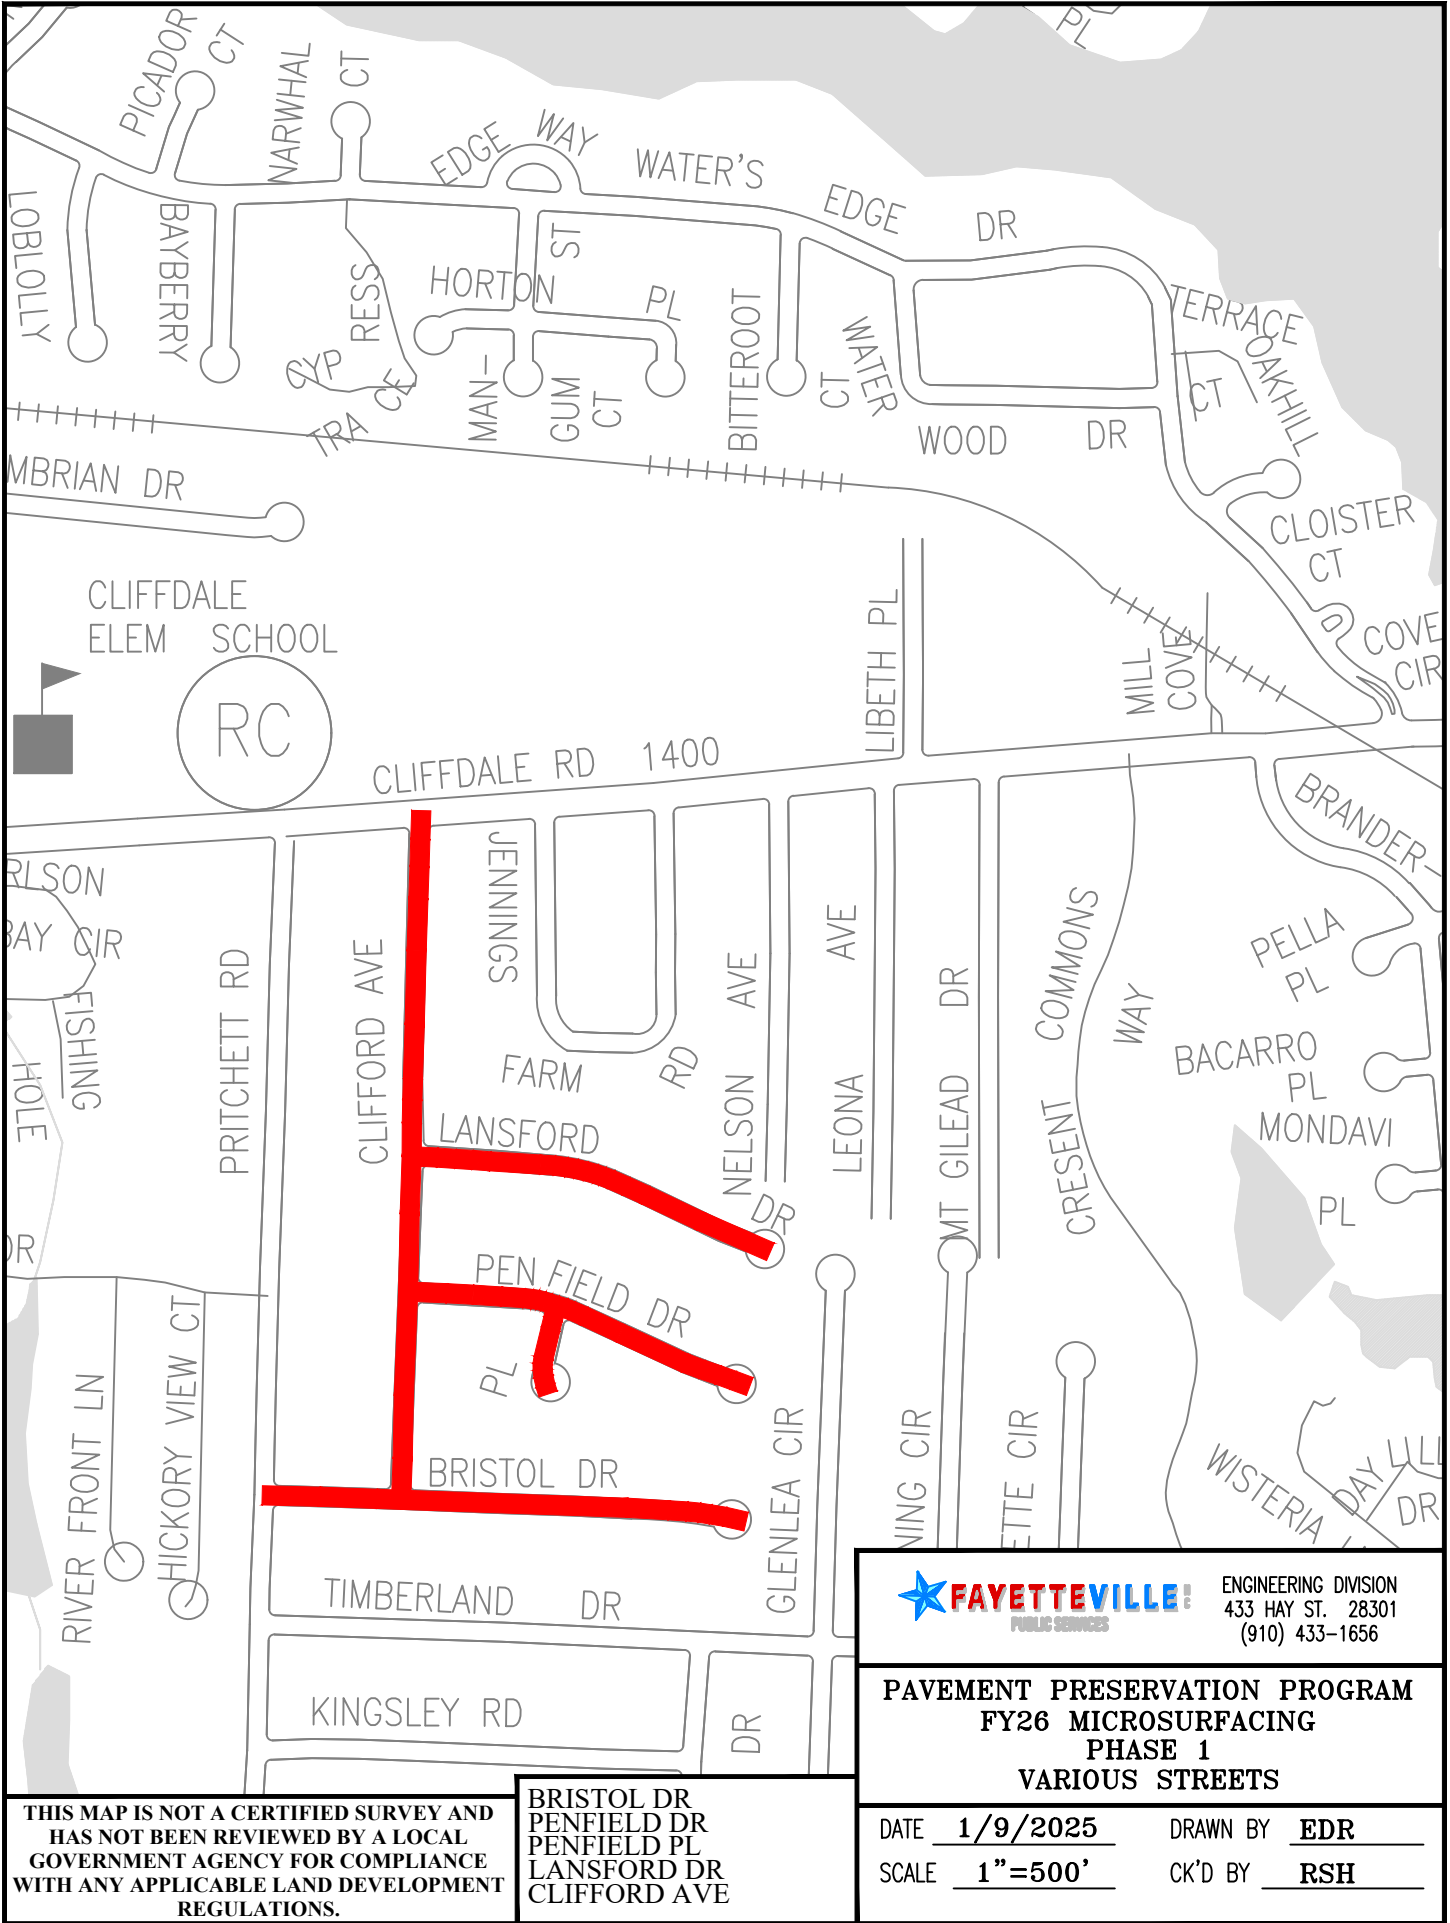 PL
PICADOR
CT
NARWHAL
CT
EDGE WAY
WATER'S
EDGE DR
LOBLOLLY
BAYBERRY
CYP
RESS
TRA
CE
HORTON
PL
ST
MAN-
GUM
CT
BITTEROOT
CT
WATER
WOOD DR
TERRACE
CT
OAKHILL
CLOISTER
CT
COVE
CIR
MBRIAN DR
CLIFFDALE
ELEM SCHOOL
RC
CLIFFDALE RD 1400
LIBETH PL
MILL
COVE
BRANDER-
RLSON
BAY CIR
FISHING
HOLE
DR
PRITCHETT RD
CLIFFORD AVE
JENNINGS
FARM
RD
NELSON AVE
LEONA AVE
MT GILEAD DR
CRESENT COMMONS
WAY
PELLA
PL
BACARRO
PL
MONDAVI
PL
LANSFORD
DR
PEN FIELD DR
PL
BRISTOL DR
RIVER FRONT LN
HICKORY VIEW CT
GLENLEA CIR
NING CIR
ETTE CIR
WISTERIA
DAY LILL
DR
TIMBERLAND DR
KINGSLEY RD
DR
FAYETTEVILLE NC
PUBLIC SERVICES
ENGINEERING DIVISION
433 HAY ST. 28301
(910) 433-1656
PAVEMENT PRESERVATION PROGRAM
FY26 MICROSURFACING
PHASE 1
VARIOUS STREETS
DATE 1/9/2025 DRAWN BY EDR
SCALE 1"=500' CK'D BY RSH
BRISTOL DR
PENFIELD DR
PENFIELD PL
LANSFORD DR
CLIFFORD AVE
THIS MAP IS NOT A CERTIFIED SURVEY AND
HAS NOT BEEN REVIEWED BY A LOCAL
GOVERNMENT AGENCY FOR COMPLIANCE
WITH ANY APPLICABLE LAND DEVELOPMENT
REGULATIONS.